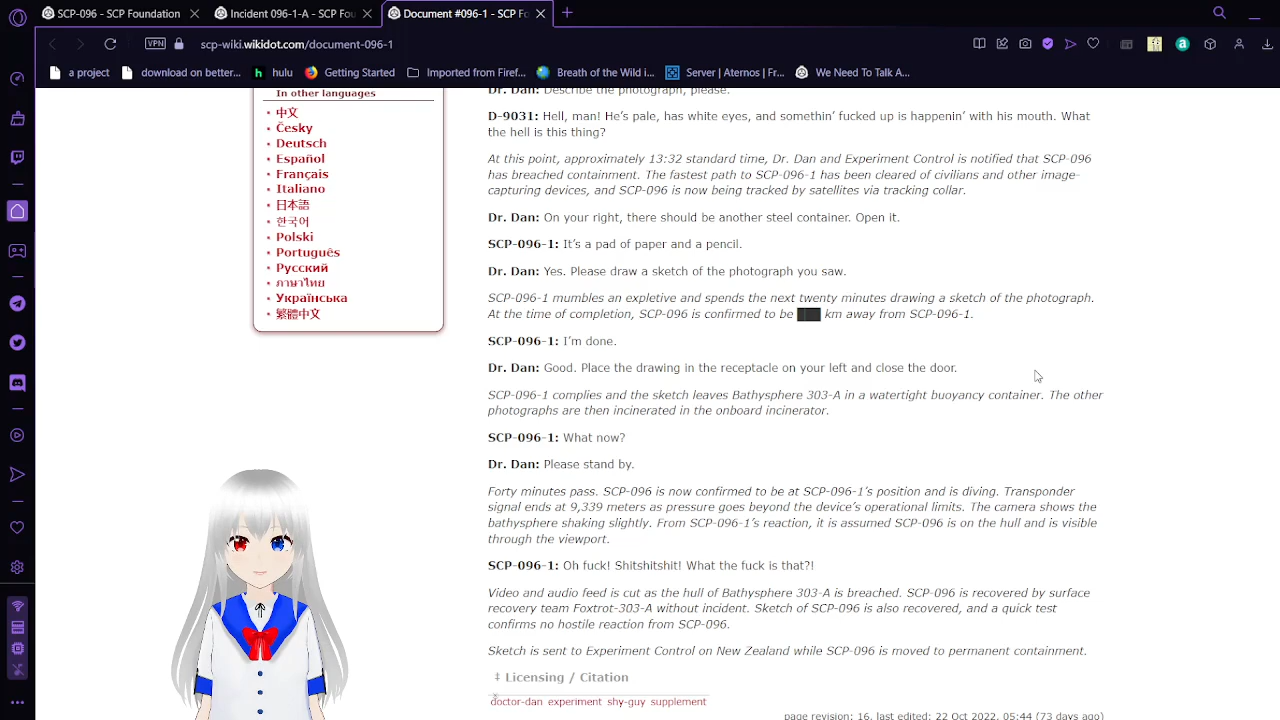 SCP-096 - SCP Foundation
Incident 096-1-A - SCP Fou
Document #096-1 - SCP Fo
VPN
scp-wiki.wikidot.com/document-096-1
a project
download on better...
hulu
Getting Started
Imported from Firef...
Breath of the Wild i...
Server | Aternos | Fr...
We Need To Talk A...
In other languages
中文
Česky
Deutsch
Español
Français
Italiano
日本語
한국어
Polski
Português
Русский
ภาษาไทย
Українська
繁體中文
Dr. Dan: Describe the photograph, please.
D-9031: Hell, man! He's pale, has white eyes, and somethin' fucked up is happenin' with his mouth. What
the hell is this thing?
At this point, approximately 13:32 standard time, Dr. Dan and Experiment Control is notified that SCP-096
has breached containment. The fastest path to SCP-096-1 has been cleared of civilians and other image-
capturing devices, and SCP-096 is now being tracked by satellites via tracking collar.
Dr. Dan: On your right, there should be another steel container. Open it.
SCP-096-1: It's a pad of paper and a pencil.
Dr. Dan: Yes. Please draw a sketch of the photograph you saw.
SCP-096-1 mumbles an expletive and spends the next twenty minutes drawing a sketch of the photograph.
At the time of completion, SCP-096 is confirmed to be ███ km away from SCP-096-1.
SCP-096-1: I'm done.
Dr. Dan: Good. Place the drawing in the receptacle on your left and close the door.
SCP-096-1 complies and the sketch leaves Bathysphere 303-A in a watertight buoyancy container. The other
photographs are then incinerated in the onboard incinerator.
SCP-096-1: What now?
Dr. Dan: Please stand by.
Forty minutes pass. SCP-096 is now confirmed to be at SCP-096-1's position and is diving. Transponder
signal ends at 9,339 meters as pressure goes beyond the device's operational limits. The camera shows the
bathysphere shaking slightly. From SCP-096-1's reaction, it is assumed SCP-096 is on the hull and is visible
through the viewport.
SCP-096-1: Oh fuck! Shitshitshit! What the fuck is that?!
Video and audio feed is cut as the hull of Bathysphere 303-A is breached. SCP-096 is recovered by surface
recovery team Foxtrot-303-A without incident. Sketch of SCP-096 is also recovered, and a quick test
confirms no hostile reaction from SCP-096.
Sketch is sent to Experiment Control on New Zealand while SCP-096 is moved to permanent containment.
‡ Licensing / Citation
doctor-dan experiment shy-guy supplement
page revision: 16, last edited: 22 Oct 2022, 05:44 (73 days ago)